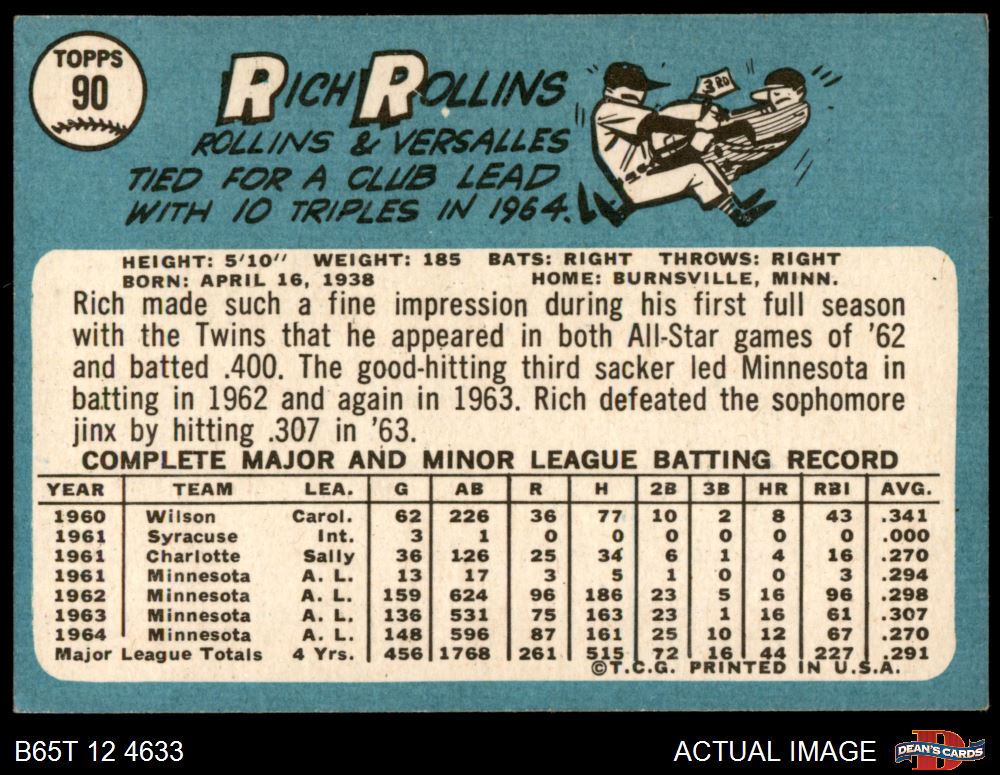 TOPPS
90
RICH ROLLINS
ROLLINS & VERSALLES
TIED FOR A CLUB LEAD
WITH 10 TRIPLES IN 1964.
3RD
HEIGHT: 5'10" WEIGHT: 185 BATS: RIGHT THROWS: RIGHT
BORN: APRIL 16, 1938 HOME: BURNSVILLE, MINN.
Rich made such a fine impression during his first full season
with the Twins that he appeared in both All-Star games of '62
and batted .400. The good-hitting third sacker led Minnesota in
batting in 1962 and again in 1963. Rich defeated the sophomore
jinx by hitting .307 in '63.
COMPLETE MAJOR AND MINOR LEAGUE BATTING RECORD
YEAR TEAM LEA. G AB R H 2B 3B HR RBI AVG.
1960 Wilson Carol. 62 226 36 77 10 2 8 43 .341
1961 Syracuse Int. 3 1 0 0 0 0 0 0 .000
1961 Charlotte Sally 36 126 25 34 6 1 4 16 .270
1961 Minnesota A. L. 13 17 3 5 1 0 0 3 .294
1962 Minnesota A. L. 159 624 96 186 23 5 16 96 .298
1963 Minnesota A. L. 136 531 75 163 23 1 16 61 .307
1964 Minnesota A. L. 148 596 87 161 25 10 12 67 .270
Major League Totals 4 Yrs. 456 1768 261 515 72 16 44 227 .291
©T.C.G. PRINTED IN U.S.A.
B65T 12 4633
ACTUAL IMAGE
D
DEAN'S CARDS